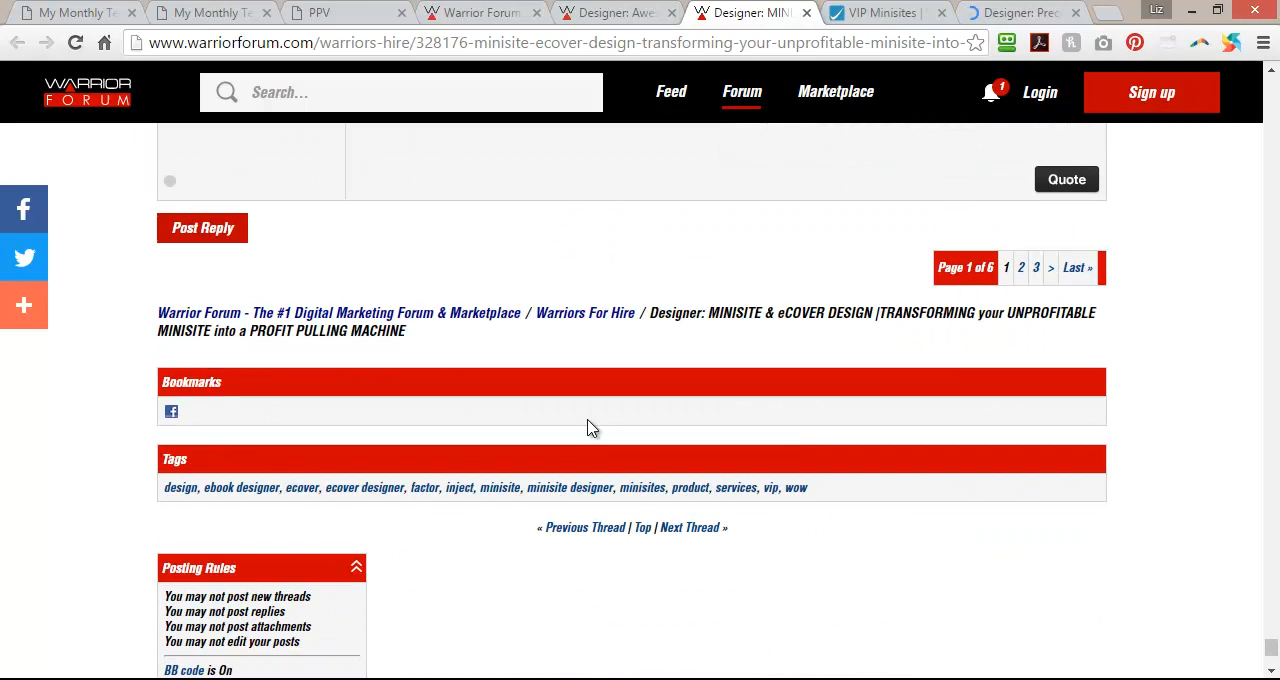 My Monthly Te
My Monthly Te
PPV
Warrior Forum
Designer: Awe
Designer: MINI
VIP Minisites |
Designer: Prec
Liz
www.warriorforum.com/warriors-hire/328176-minisite-ecover-design-transforming-your-unprofitable-minisite-into-
WARRIOR
FORUM
Search...
Feed
Forum
Marketplace
1
Login
Sign up
Quote
Post Reply
Page 1 of 6 1 2 3 > Last »
Warrior Forum - The #1 Digital Marketing Forum & Marketplace / Warriors For Hire / Designer: MINISITE & eCOVER DESIGN |TRANSFORMING your UNPROFITABLE
MINISITE into a PROFIT PULLING MACHINE
Bookmarks
Tags
design, ebook designer, ecover, ecover designer, factor, inject, minisite, minisite designer, minisites, product, services, vip, wow
« Previous Thread | Top | Next Thread »
Posting Rules
You may not post new threads
You may not post replies
You may not post attachments
You may not edit your posts
BB code is On